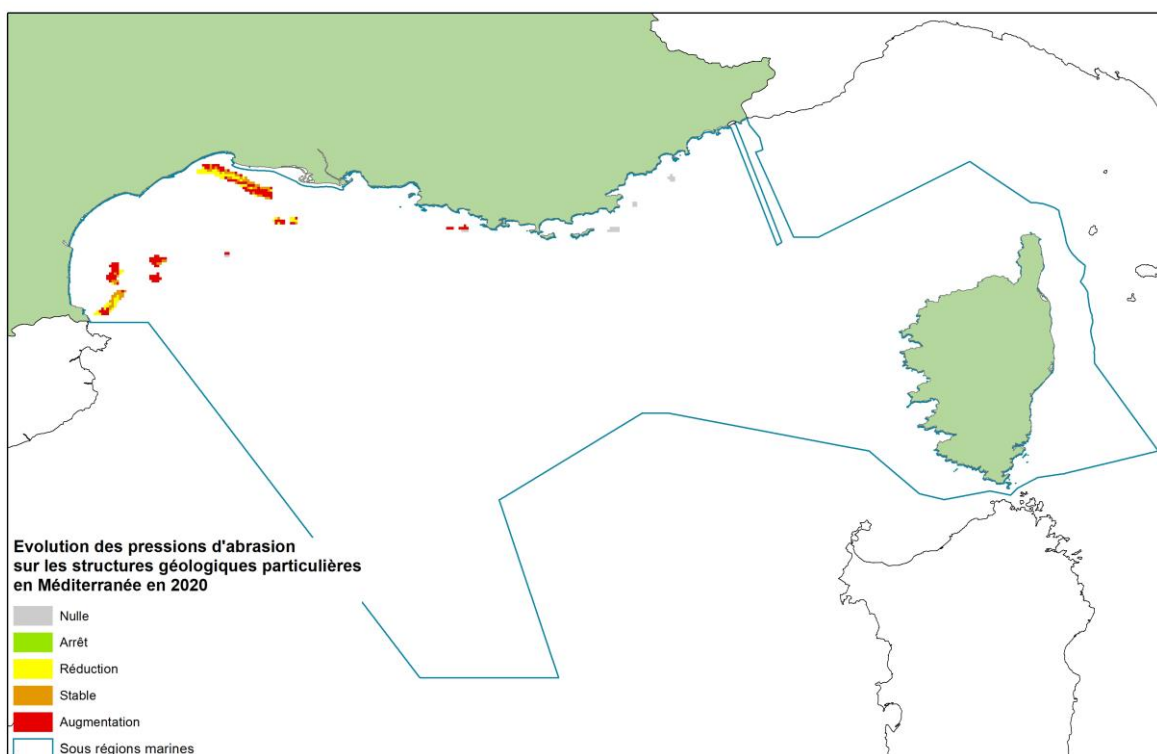 Evolution des pressions d'abrasion
sur les structures géologiques particulières
en Méditerranée en 2020
Nulle
Arrêt
Réduction
Stable
Augmentation
Sous régions marines